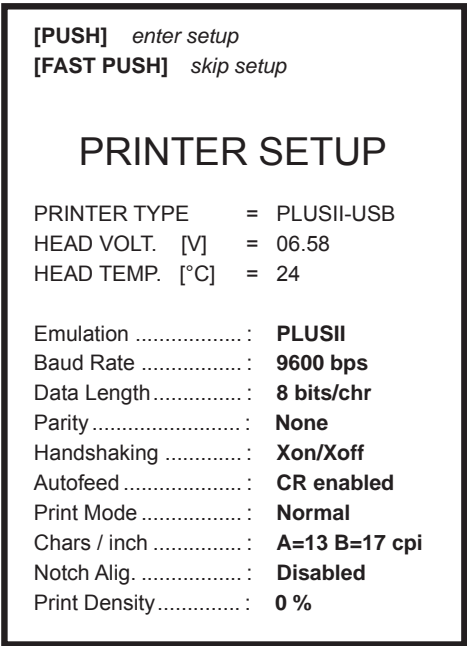 [PUSH] enter setup
[FAST PUSH] skip setup
PRINTER SETUP
PRINTER TYPE = PLUSII-USB
HEAD VOLT. [V] = 06.58
HEAD TEMP. [°C] = 24
Emulation ................... : PLUSII
Baud Rate .................. : 9600 bps
Data Length................ : 8 bits/chr
Parity.......................... : None
Handshaking ............. : Xon/Xoff
Autofeed ..................... : CR enabled
Print Mode .................. : Normal
Chars / inch ................ : A=13 B=17 cpi
Notch Alig. .................. : Disabled
Print Density.............. : 0 %